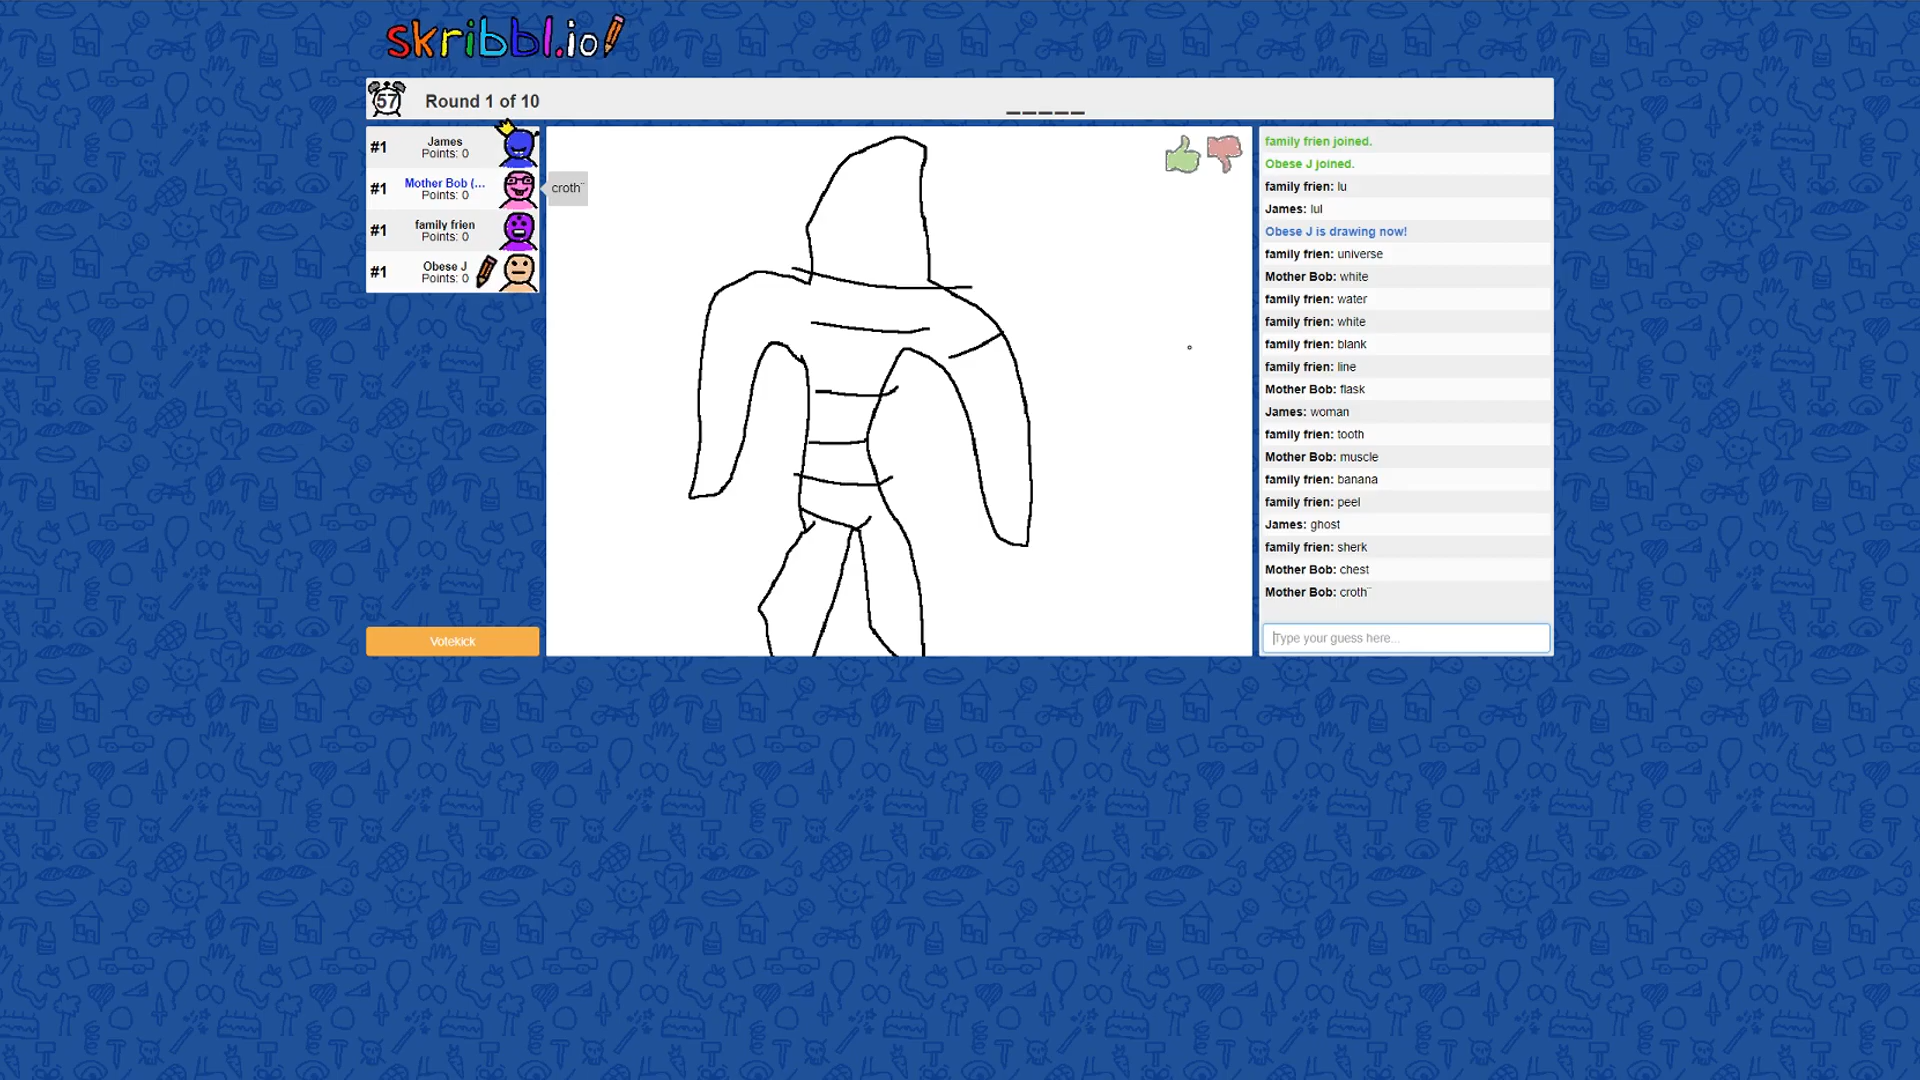 skribbl.io
57
Round 1 of 10
_____
#1
James
Points: 0
#1
Mother Bob (...
Points: 0
croth¨
#1
family frien
Points: 0
#1
Obese J
Points: 0
Votekick
family frien joined.
Obese J joined.
family frien: lu
James: lul
Obese J is drawing now!
family frien: universe
Mother Bob: white
family frien: water
family frien: white
family frien: blank
family frien: line
Mother Bob: flask
James: woman
family frien: tooth
Mother Bob: muscle
family frien: banana
family frien: peel
James: ghost
family frien: sherk
Mother Bob: chest
Mother Bob: croth¨
Type your guess here...